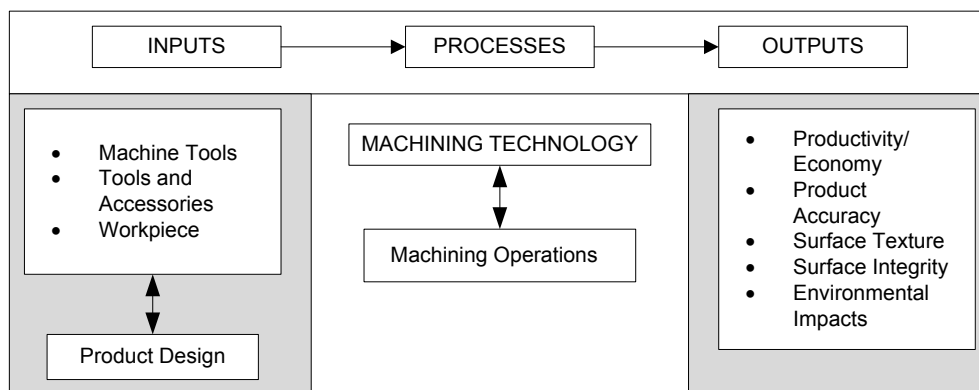 INPUTS
PROCESSES
OUTPUTS
• Machine Tools
• Tools and
Accessories
• Workpiece
Product Design
MACHINING TECHNOLOGY
Machining Operations
• Productivity/
Economy
• Product
Accuracy
• Surface Texture
• Surface Integrity
• Environmental
Impacts